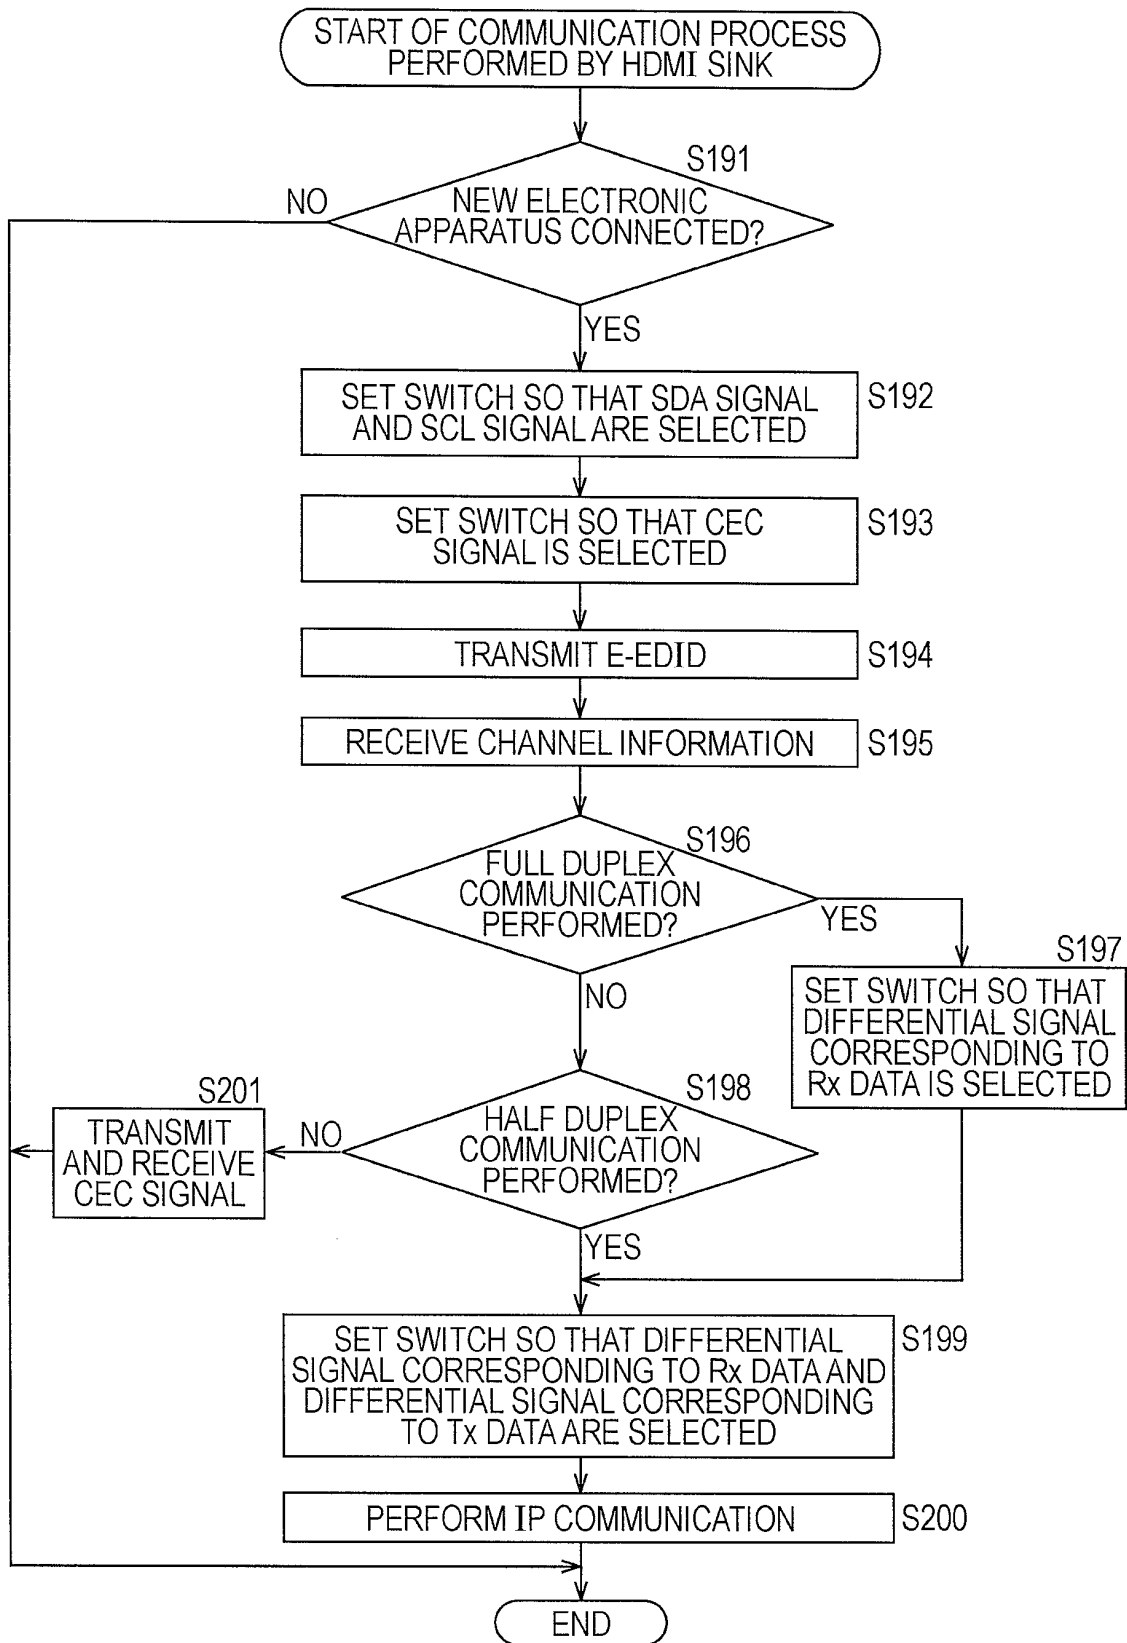 START OF COMMUNICATION PROCESS
PERFORMED BY HDMI SINK
S191
NO
NEW ELECTRONIC
APPARATUS CONNECTED?
YES
SET SWITCH SO THAT SDA SIGNAL
AND SCL SIGNAL ARE SELECTED
S192
SET SWITCH SO THAT CEC
SIGNAL IS SELECTED
S193
TRANSMIT E-EDID
S194
RECEIVE CHANNEL INFORMATION
S195
S196
FULL DUPLEX
COMMUNICATION
PERFORMED?
YES
NO
S197
SET SWITCH SO THAT
DIFFERENTIAL SIGNAL
CORRESPONDING TO
Rx DATA IS SELECTED
S198
HALF DUPLEX
COMMUNICATION
PERFORMED?
NO
S201
TRANSMIT
AND RECEIVE
CEC SIGNAL
YES
SET SWITCH SO THAT DIFFERENTIAL
SIGNAL CORRESPONDING TO Rx DATA AND
DIFFERENTIAL SIGNAL CORRESPONDING
TO Tx DATA ARE SELECTED
S199
PERFORM IP COMMUNICATION
S200
END